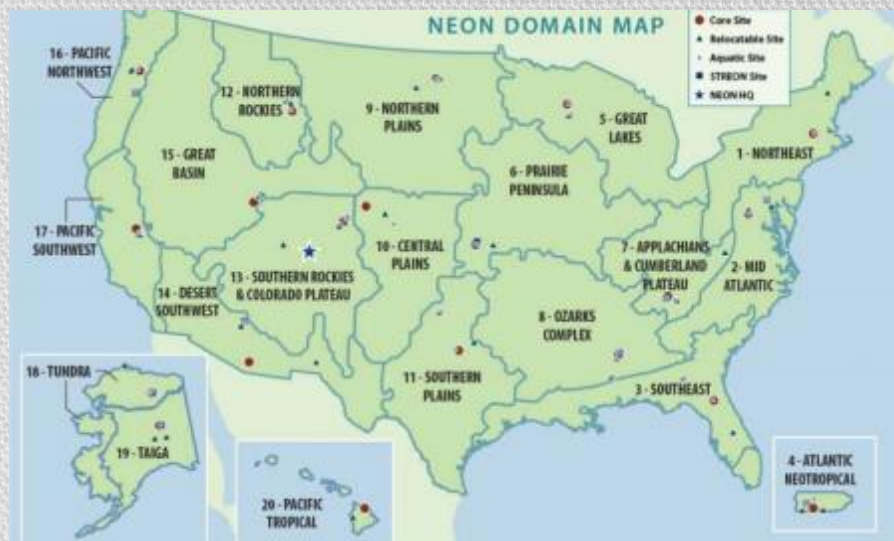 NEON DOMAIN MAP
Core Site
Relocatable Site
Aquatic Site
STREON Site
NEON HQ
16 - PACIFIC
NORTHWEST
12 - NORTHERN
ROCKIES
9 - NORTHERN
PLAINS
5 - GREAT
LAKES
1 - NORTHEAST
15 - GREAT
BASIN
6 - PRAIRIE
PENINSULA
17 - PACIFIC
SOUTHWEST
10 - CENTRAL
PLAINS
7 - APPLACHIANS
& CUMBERLAND
PLATEAU
2 - MID
ATLANTIC
13 - SOUTHERN ROCKIES
& COLORADO PLATEAU
14 - DESERT
SOUTHWEST
8 - OZARKS
COMPLEX
11 - SOUTHERN
PLAINS
3 - SOUTHEAST
18 - TUNDRA
19 - TAIGA
20 - PACIFIC
TROPICAL
4 - ATLANTIC
NEOTROPICAL